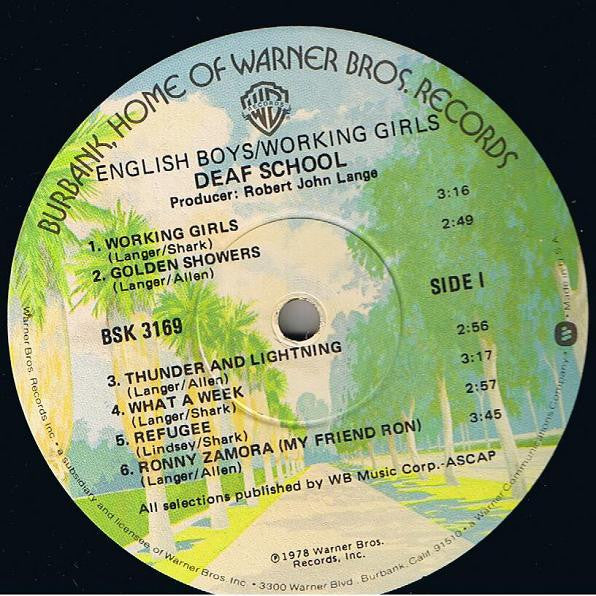 BURBANK, HOME OF WARNER BROS. RECORDS
WB
RECORDS
ENGLISH BOYS/WORKING GIRLS
DEAF SCHOOL
Producer: Robert John Lange
1. WORKING GIRLS 3:16
(Langer/Shark)
2. GOLDEN SHOWERS 2:49
(Langer/Allen)
BSK 3169 SIDE I
3. THUNDER AND LIGHTNING 2:56
(Langer/Allen)
4. WHAT A WEEK 3:17
(Langer/Shark)
5. REFUGEE 2:57
(Lindsey/Shark)
6. RONNY ZAMORA (MY FRIEND RON) 3:45
(Langer/Allen)
All selections published by WB Music Corp.-ASCAP
℗1978 Warner Bros.
Records, Inc.
Warner Bros. Records Inc. • a subsidiary and licensee of Warner Bros. Inc. • 3300 Warner Blvd., Burbank, Calif. 91510 • a Warner Communications Company • Made in U.S.A.